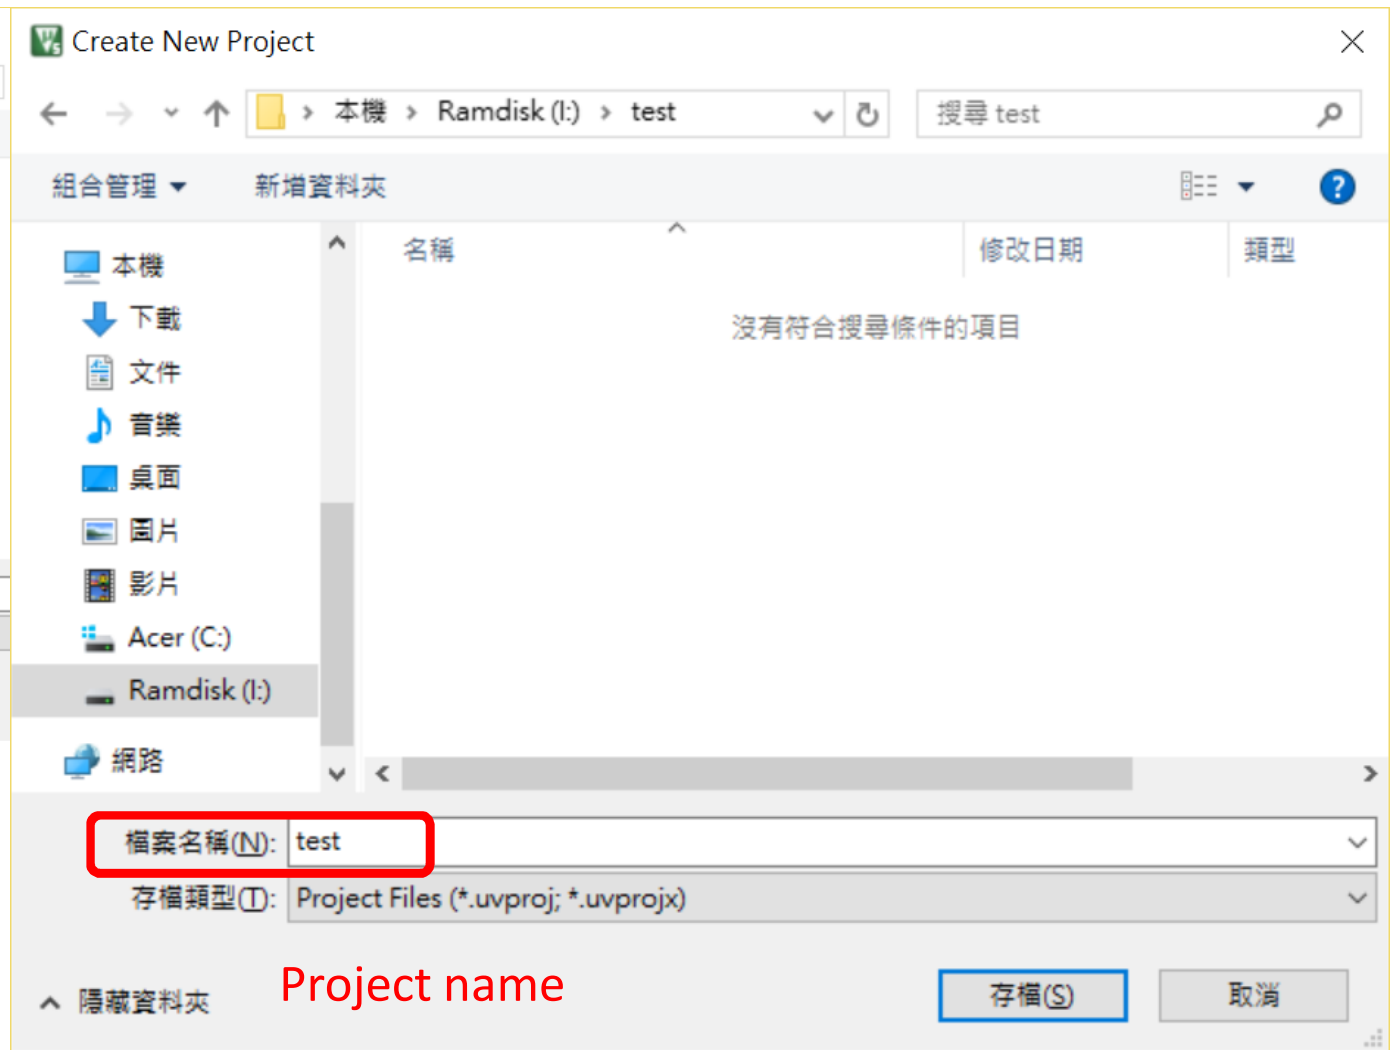 Create New Project
本機 > Ramdisk (I:) > test
搜尋 test
組合管理
新增資料夾
名稱
修改日期
類型
本機
下載
文件
音樂
桌面
圖片
影片
Acer (C:)
Ramdisk (I:)
網路
沒有符合搜尋條件的項目
檔案名稱(N): test
存檔類型(T): Project Files (*.uvproj; *.uvprojx)
Project name
隱藏資料夾
存檔(S)
取消